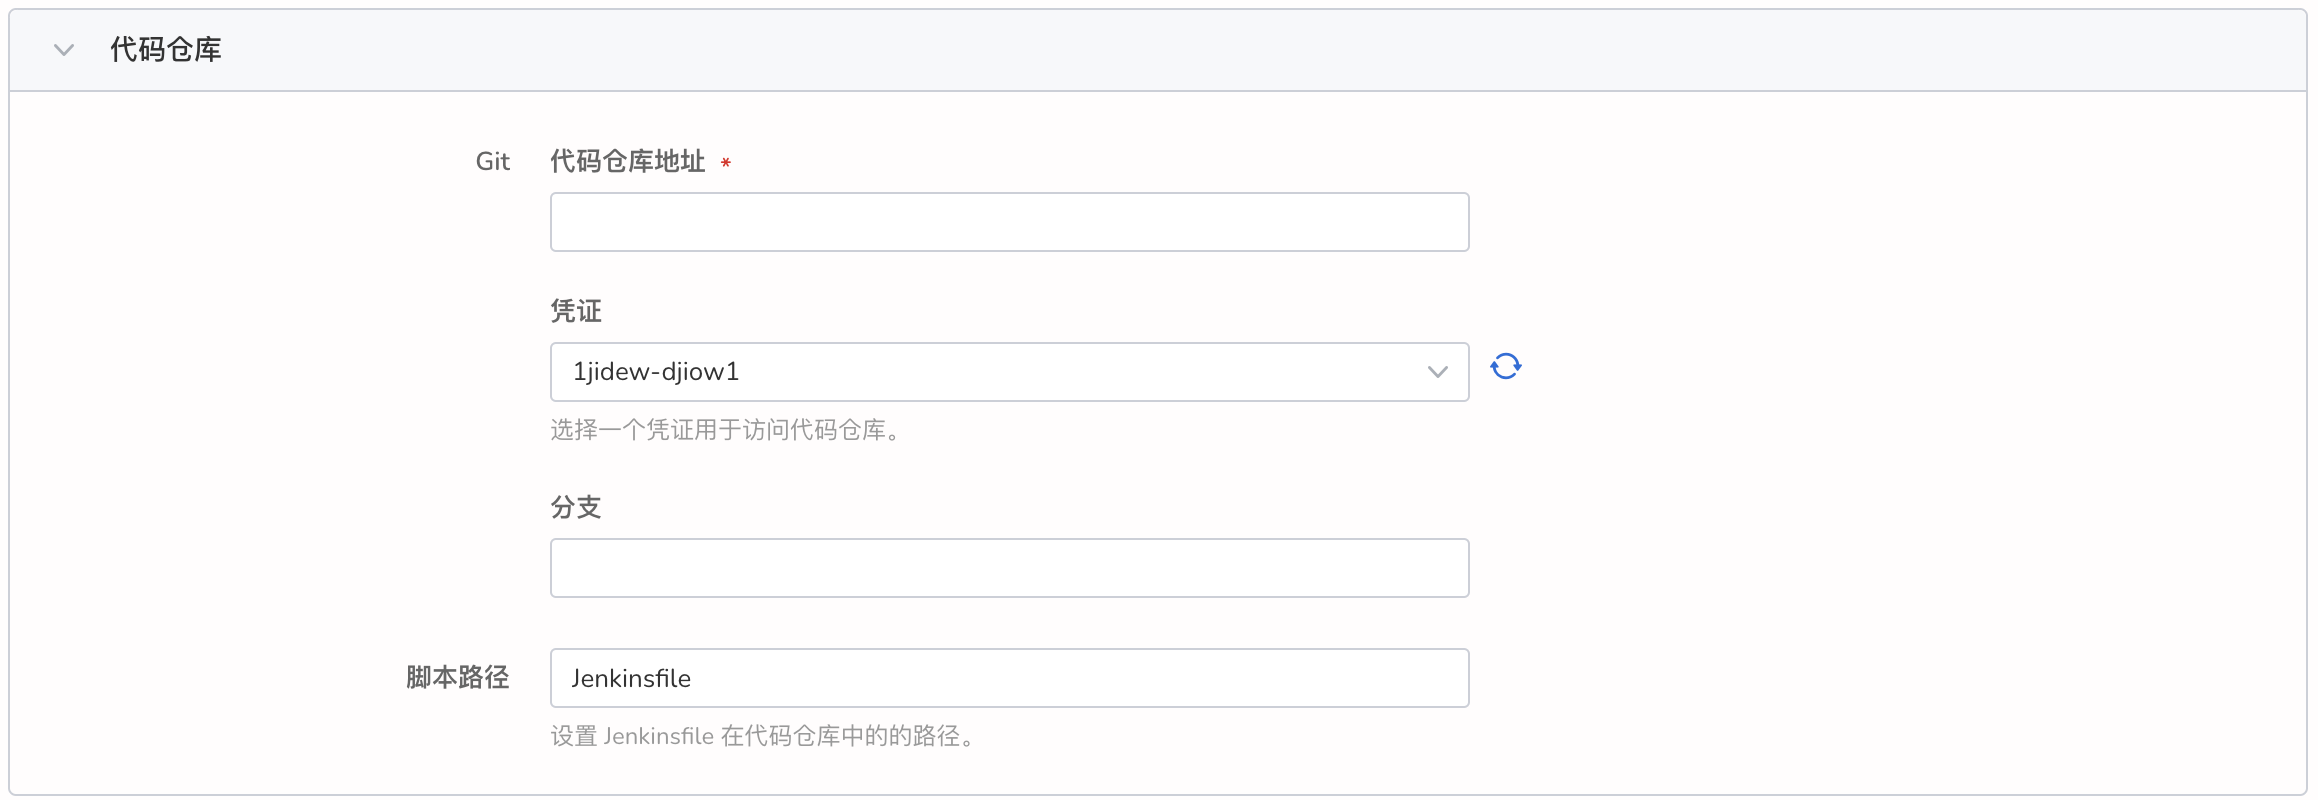 代码仓库
Git 代码仓库地址 *
凭证
1jidew-djiow1
选择一个凭证用于访问代码仓库。
分支
脚本路径 Jenkinsfile
设置 Jenkinsfile 在代码仓库中的的路径。